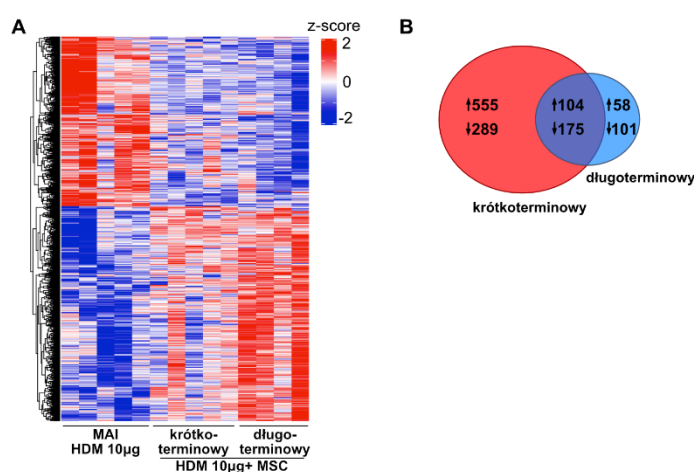 A
z-score
2
0
-2
MAI
HDM 10µg
krótko-
terminowy
długo-
terminowy
HDM 10µg+ MSC
B
↑555
↓289
↑104
↓175
↑58
↓101
długoterminowy
krótkoterminowy